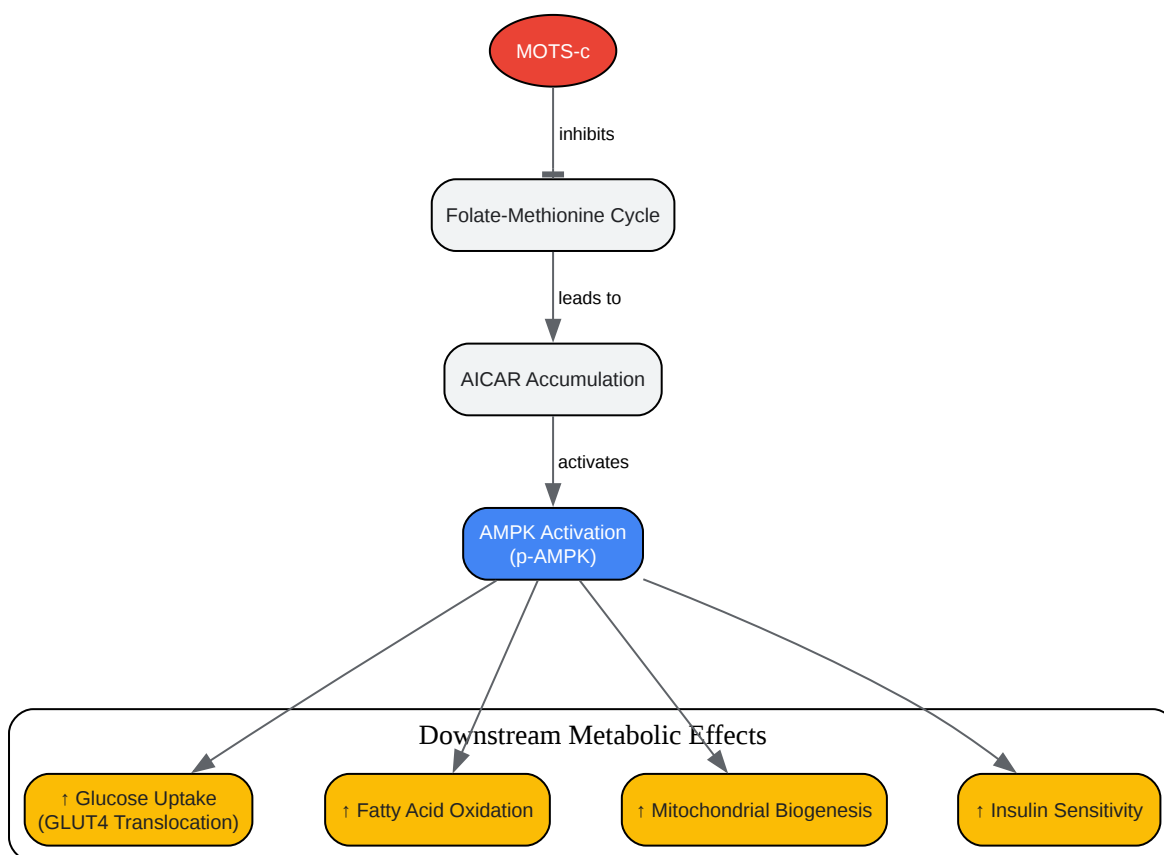 MOTS-c
inhibits
Folate-Methionine Cycle
leads to
AICAR Accumulation
activates
AMPK Activation
(p-AMPK)
Downstream Metabolic Effects
↑ Glucose Uptake
(GLUT4 Translocation)
↑ Fatty Acid Oxidation
↑ Mitochondrial Biogenesis
↑ Insulin Sensitivity